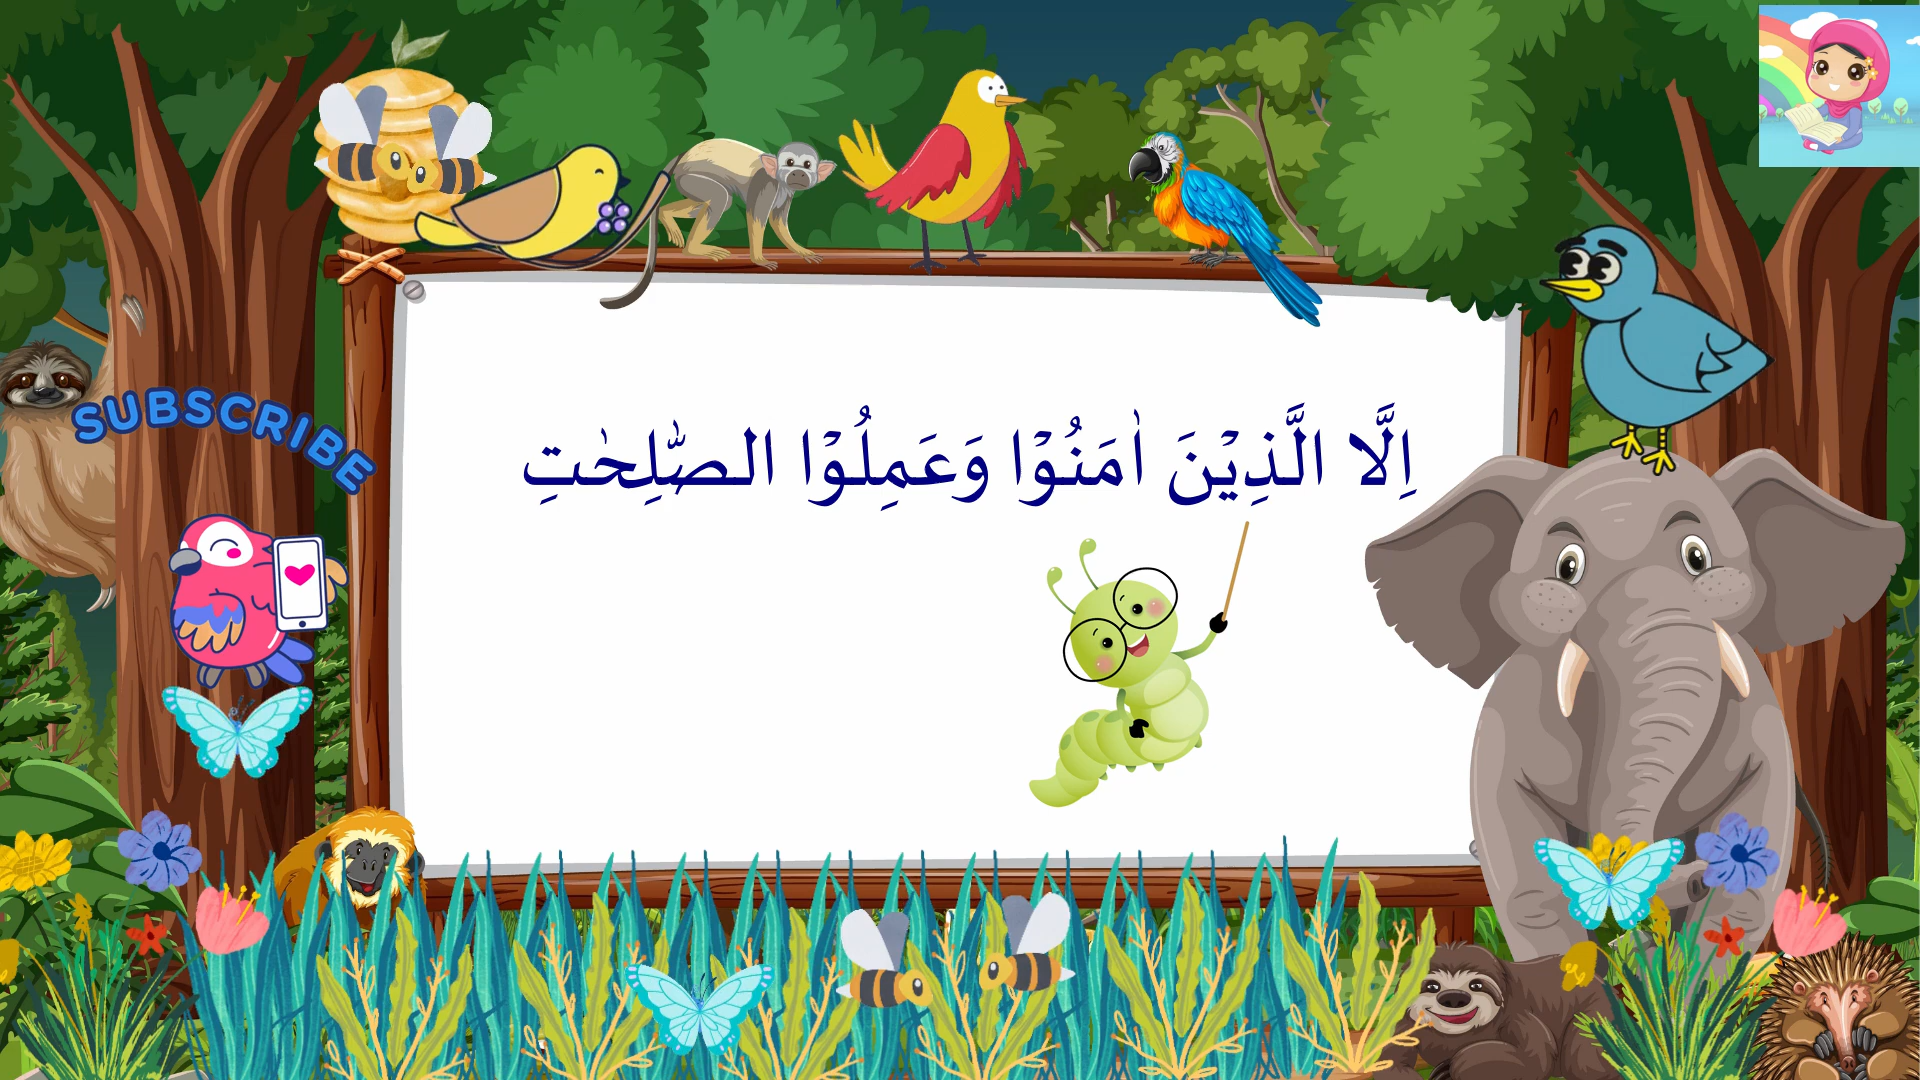 اِلَّا الَّذِيْنَ اٰمَنُوْا وَعَمِلُوْا الصّٰلِحٰتِ
SUBSCRIBE